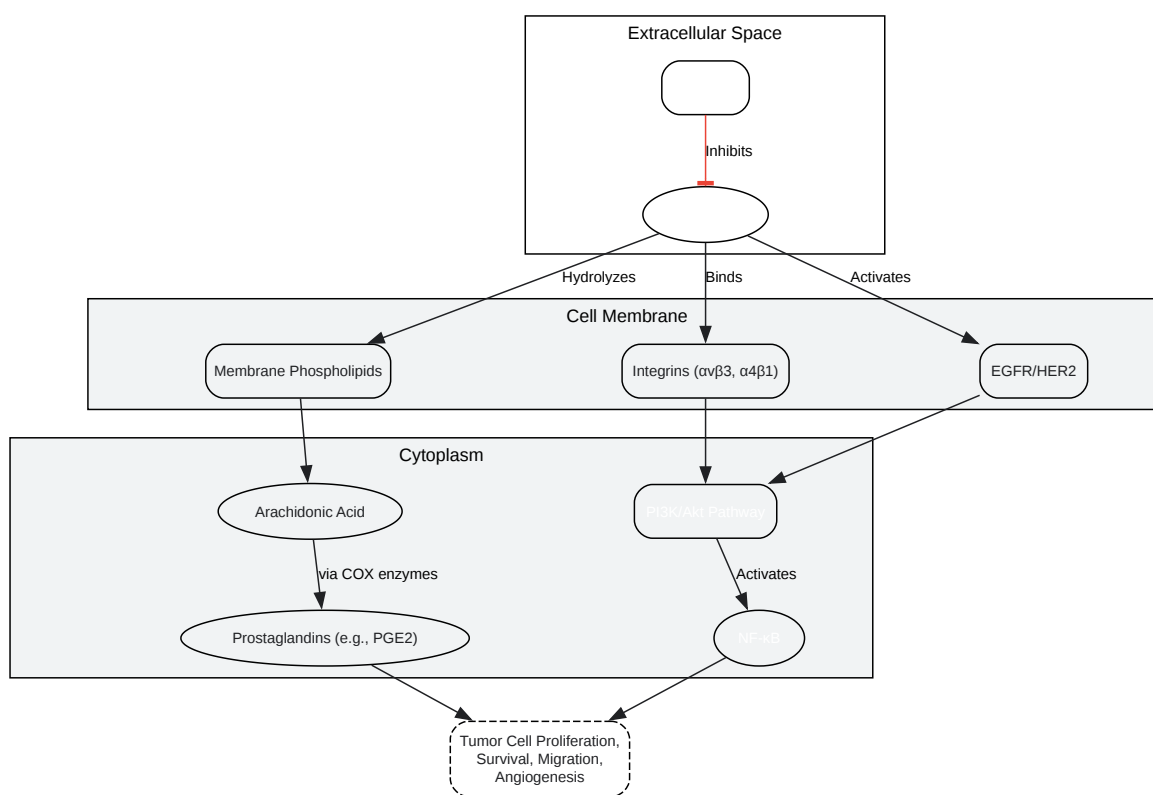 Extracellular Space
Inhibits
Hydrolyzes
Binds
Activates
Cell Membrane
Membrane Phospholipids
Integrins (αvβ3, α4β1)
EGFR/HER2
Cytoplasm
Arachidonic Acid
PI3K/Akt Pathway
via COX enzymes
Activates
Prostaglandins (e.g., PGE2)
NF-κB
Tumor Cell Proliferation,
Survival, Migration,
Angiogenesis